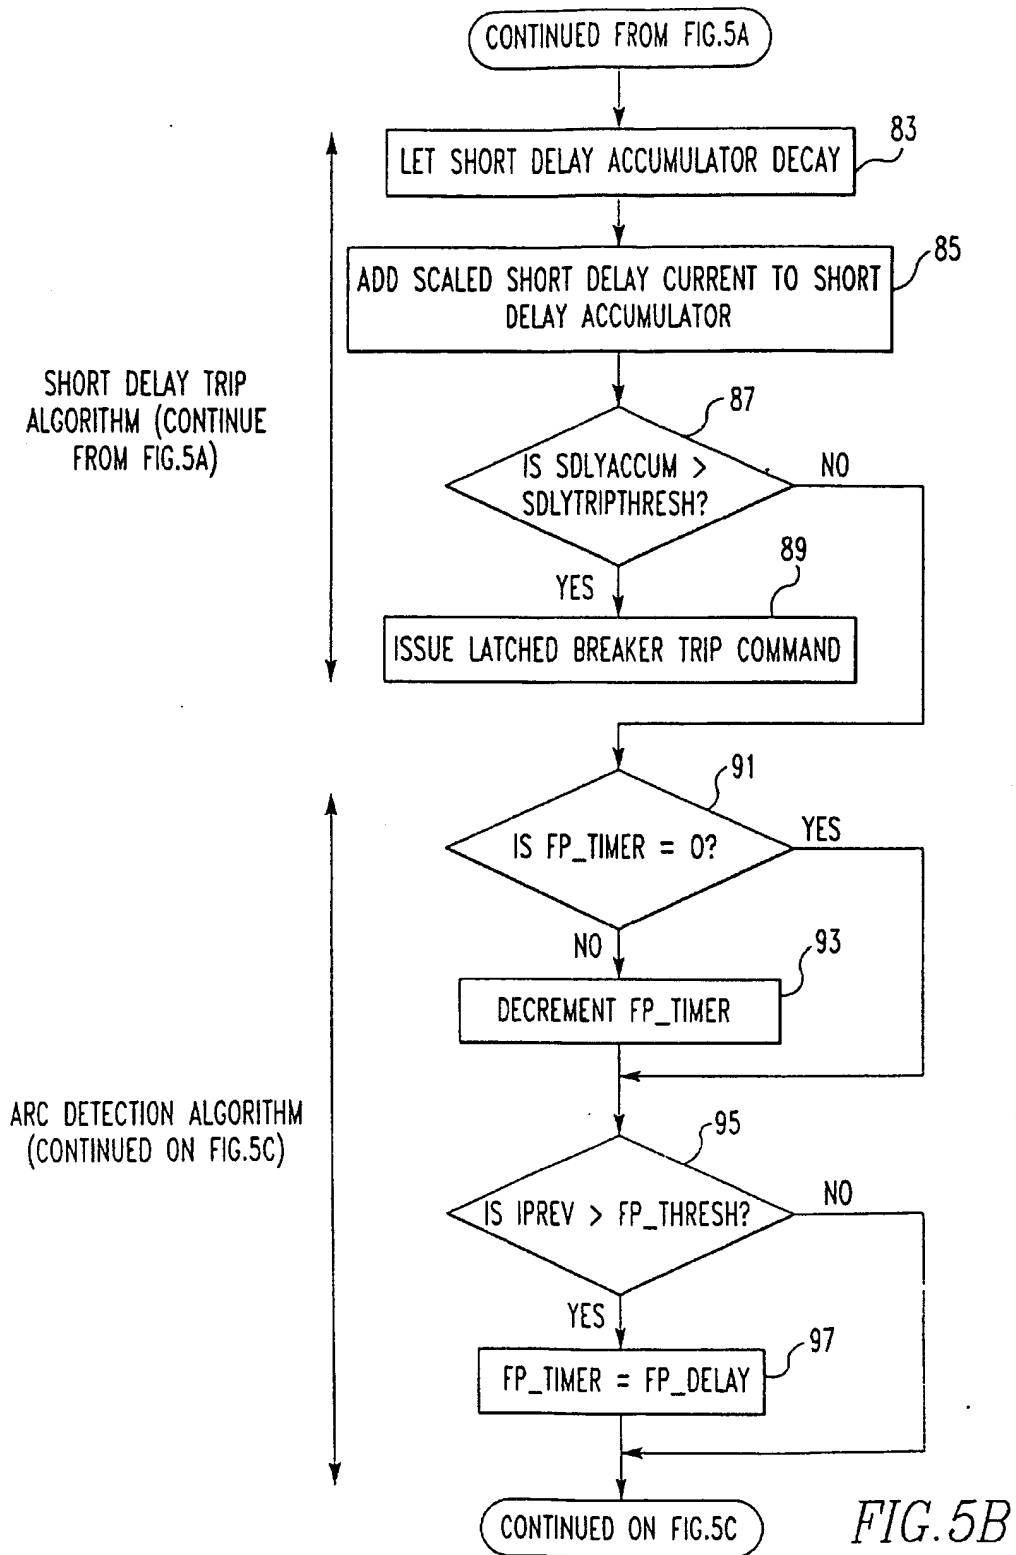 CONTINUED FROM FIG.5A
83
LET SHORT DELAY ACCUMULATOR DECAY
85
ADD SCALED SHORT DELAY CURRENT TO SHORT
DELAY ACCUMULATOR
SHORT DELAY TRIP
ALGORITHM (CONTINUE
FROM FIG.5A)
87
IS SDLYACCUM >
SDLYTRIPTHRESH?
NO
YES
89
ISSUE LATCHED BREAKER TRIP COMMAND
91
IS FP_TIMER = 0?
YES
NO
93
DECREMENT FP_TIMER
ARC DETECTION ALGORITHM
(CONTINUED ON FIG.5C)
95
IS IPREV > FP_THRESH?
NO
YES
97
FP_TIMER = FP_DELAY
CONTINUED ON FIG.5C
FIG.5B